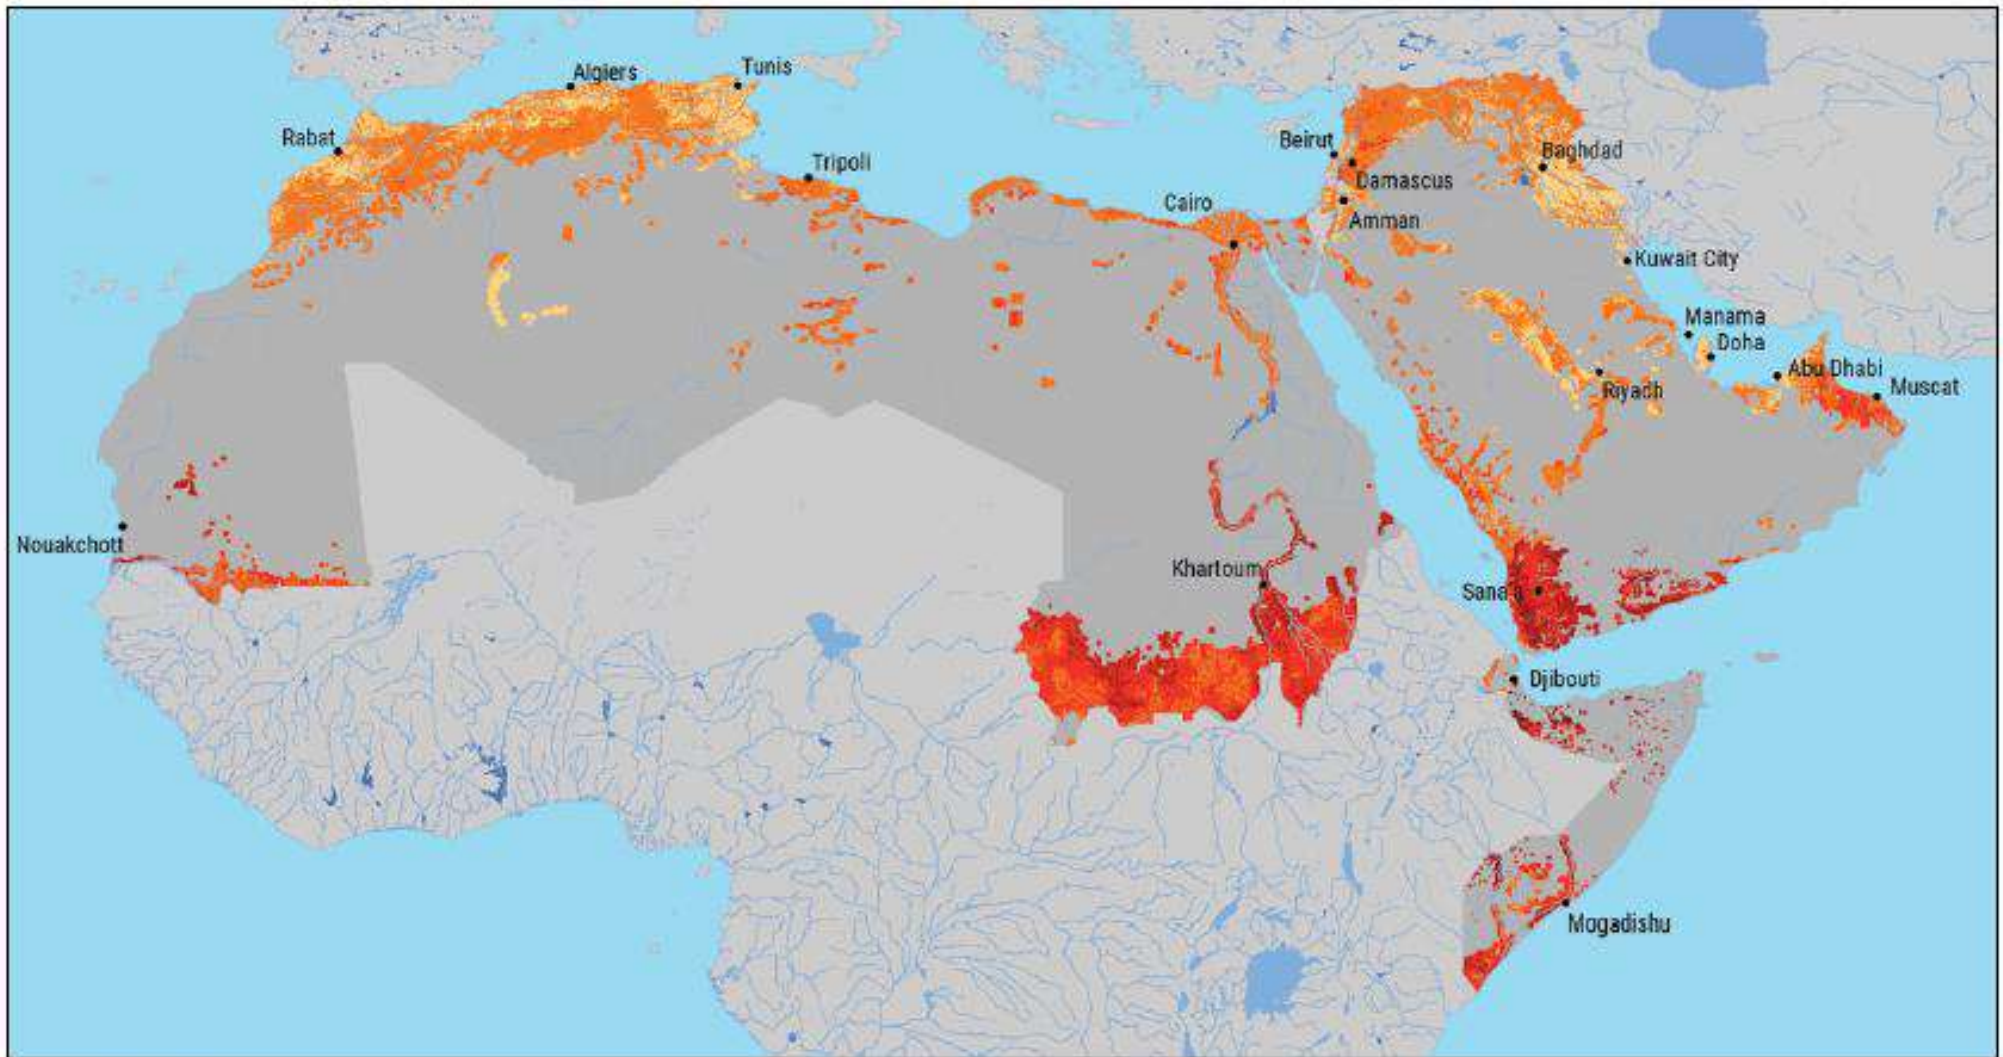 Algiers
Tunis
Rabat
Tripoli
Beirut
Baghdad
Damascus
Cairo
Amman
Kuwait City
Manama
Doha
Abu Dhabi
Muscat
Riyadh
Nouakchott
Khartoum
Sana'a
Djibouti
Mogadishu